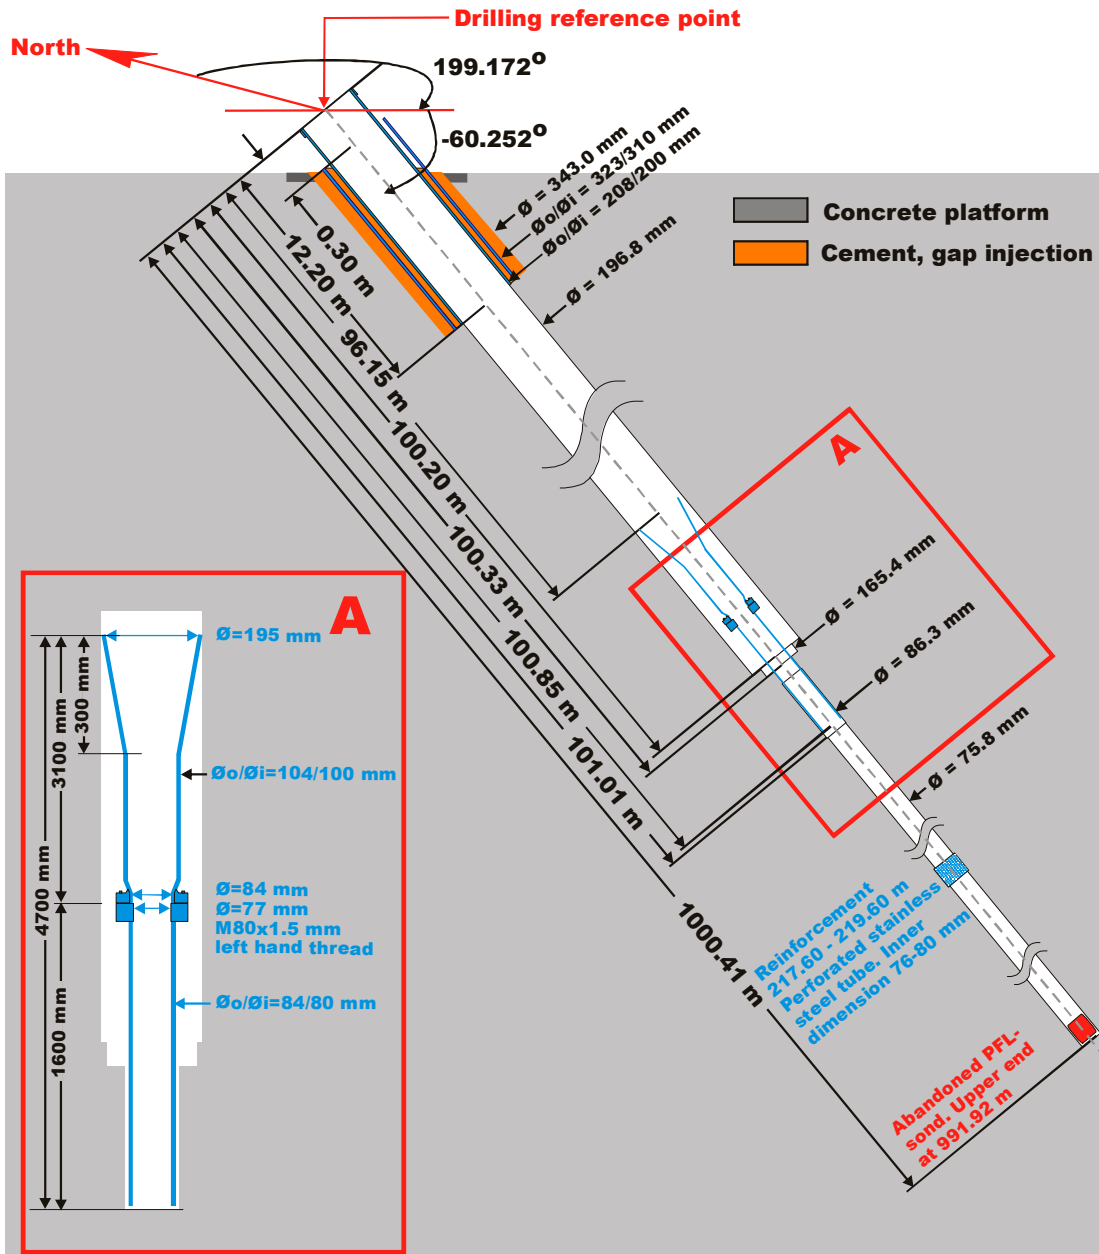 Drilling reference point
North
199.172°
-60.252°
Ø = 343.0 mm
Øo/Øi = 323/310 mm
Øo/Øi = 208/200 mm
Ø = 196.8 mm
Concrete platform
Cement, gap injection
0.30 m
12.20 m
96.15 m
100.20 m
100.33 m
100.85 m
101.01 m
1000.41 m
A
Ø = 165.4 mm
Ø = 86.3 mm
Ø = 75.8 mm
Reinforcement
217.60 - 219.60 m
Perforated stainless
steel tube. Inner
dimension 76-80 mm
Abandoned PFL-
sond. Upper end
at 991.92 m
A
Ø=195 mm
300 mm
3100 mm
4700 mm
1600 mm
Øo/Øi=104/100 mm
Ø=84 mm
Ø=77 mm
M80x1.5 mm
left hand thread
Øo/Øi=84/80 mm